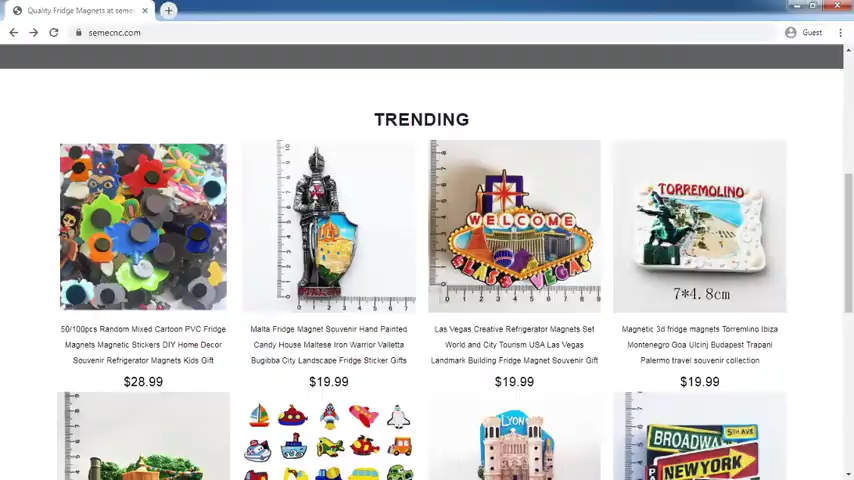 Quality Fridge Magnets at seme
semecnc.com
Guest
TRENDING
WELCOME
LAS VEGAS
TORREMOLINO
7*4.8cm
50/100pcs Random Mixed Cartoon PVC Fridge
Magnets Magnetic Stickers DIY Home Decor
Souvenir Refrigerator Magnets Kids Gift
$28.99
Malta Fridge Magnet Souvenir Hand Painted
Candy House Maltese Iron Warrior Valletta
Bugibba City Landscape Fridge Sticker Gifts
$19.99
Las Vegas Creative Refrigerator Magnets Set
World and City Tourism USA Las Vegas
Landmark Building Fridge Magnet Souvenir Gift
$19.99
Magnetic 3d fridge magnets Torremlino Ibiza
Montenegro Goa Ulcinj Budapest Trapani
Palermo travel souvenir collection
$19.99
LYON
5TH AVE
BROADWAY
NEW YORK